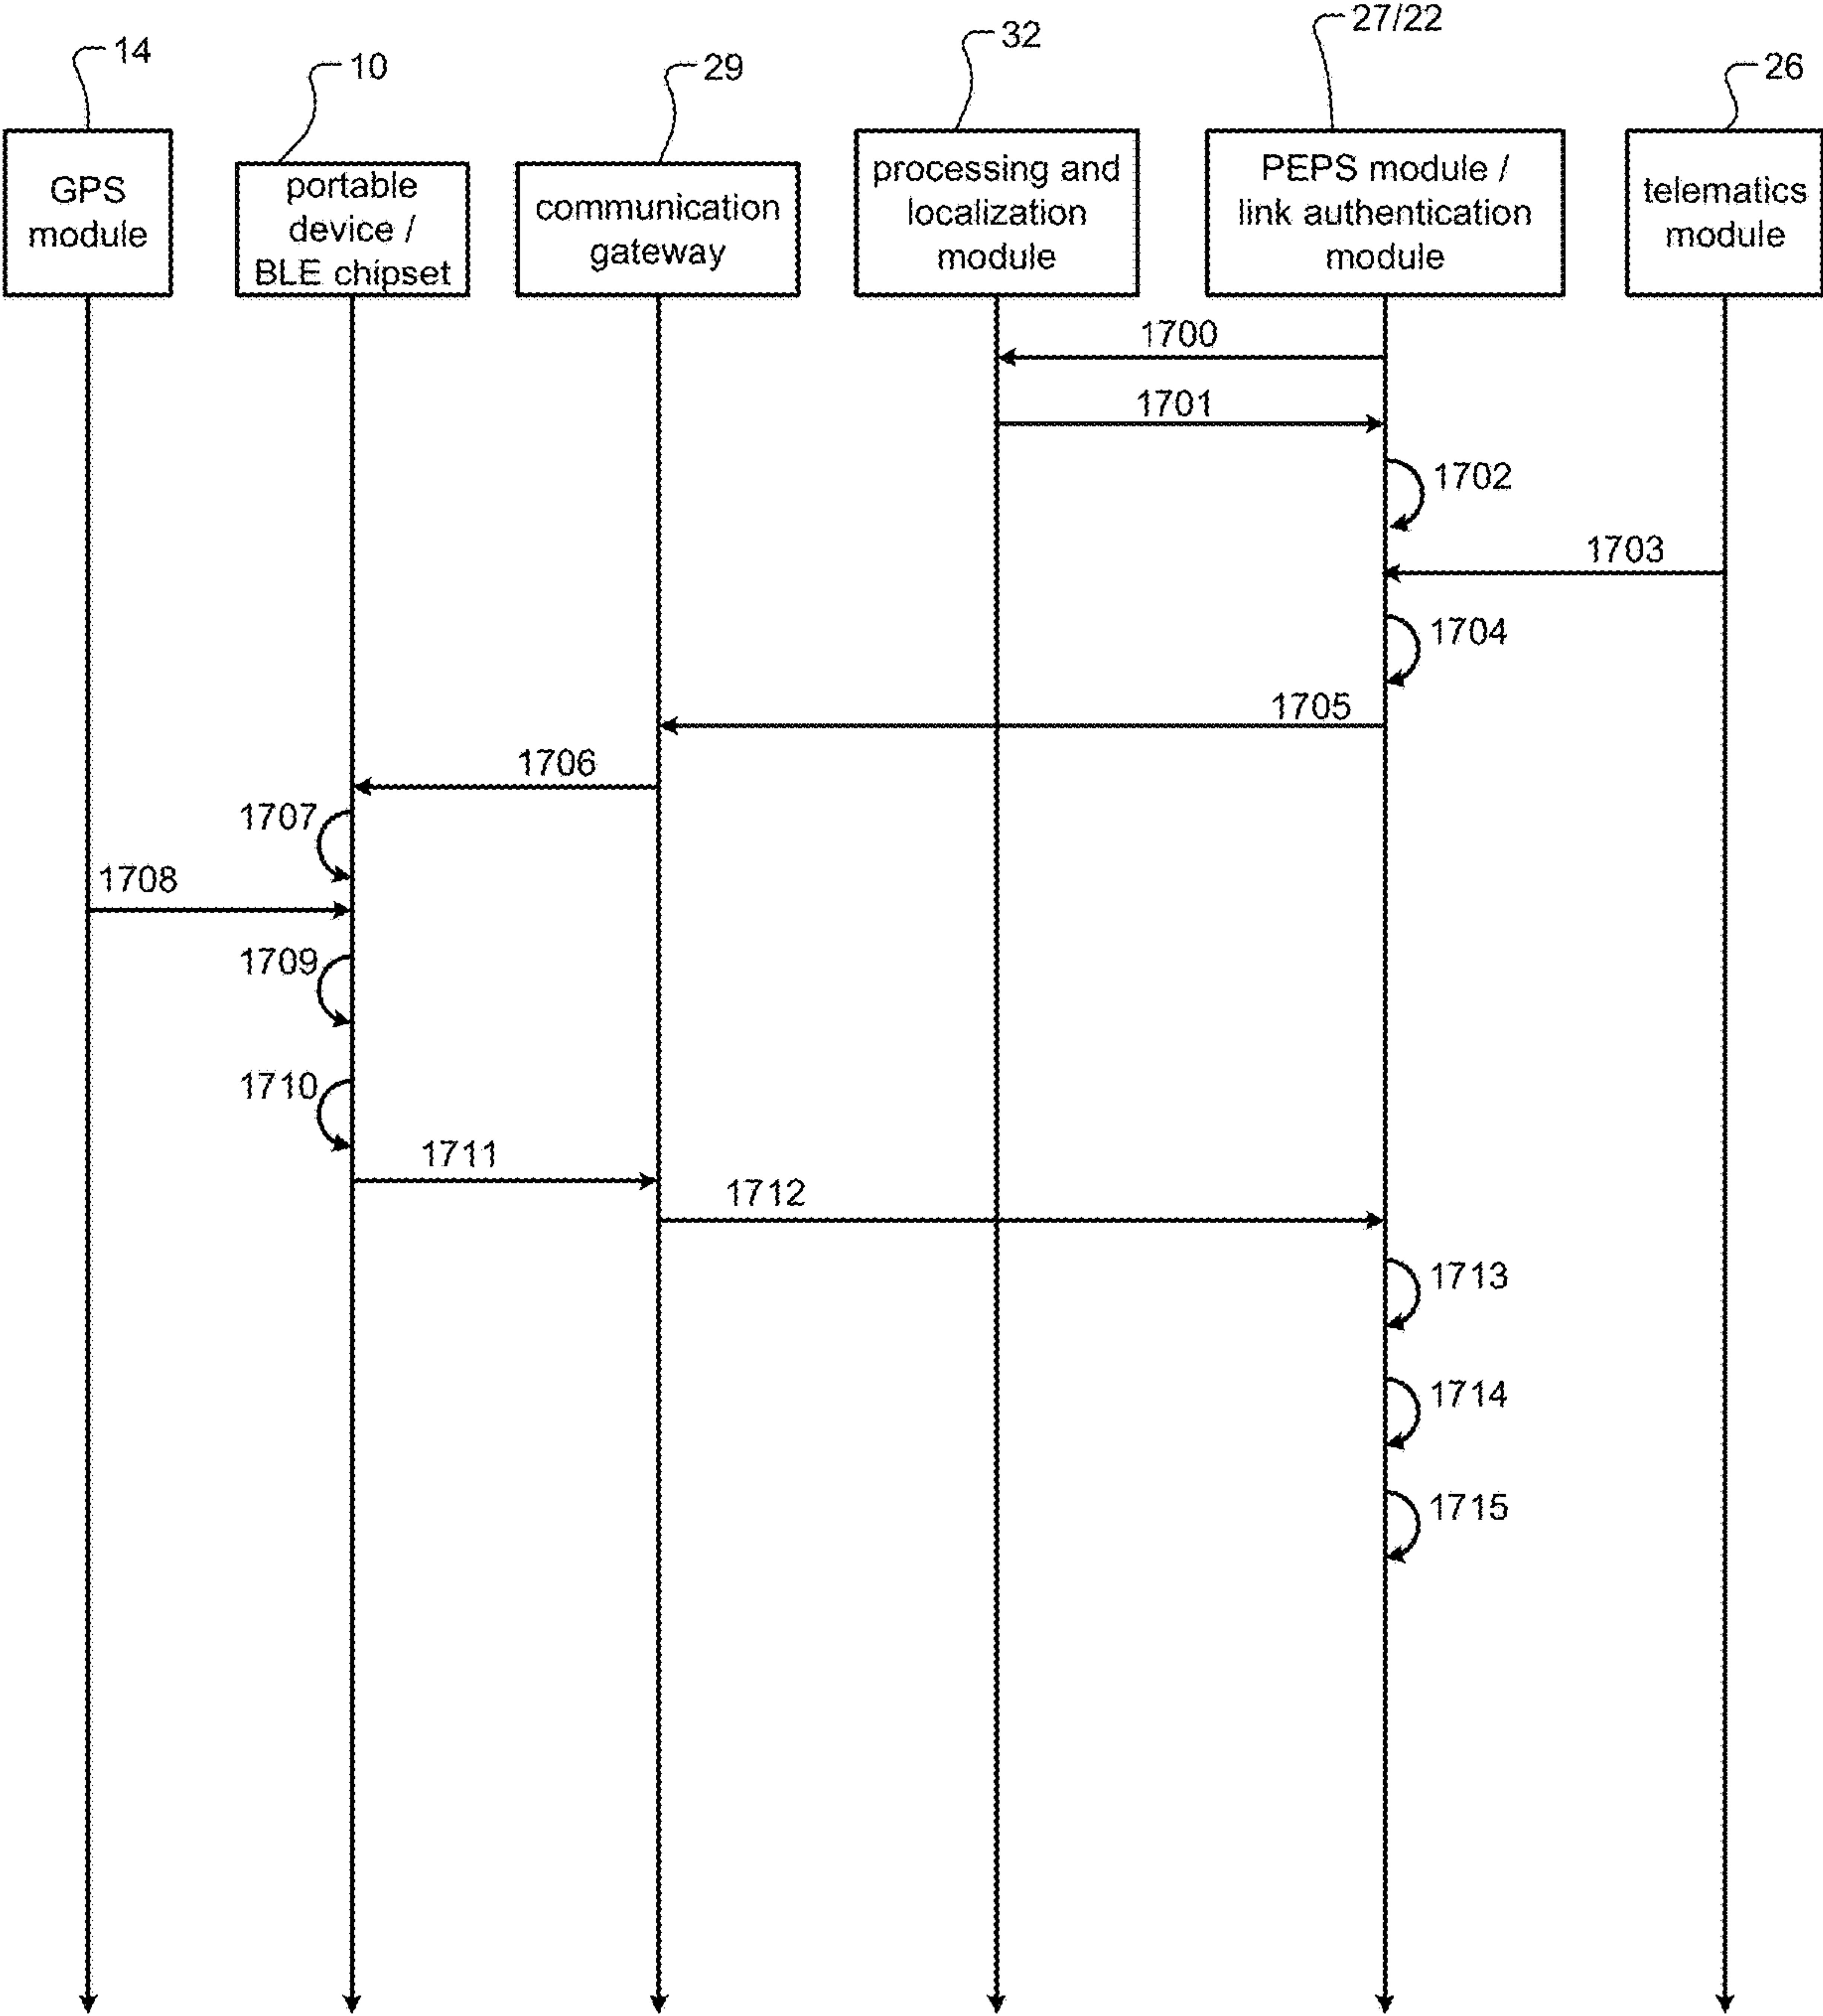 14
10
29
32
27/22
26
GPS
module
portable
device /
BLE chipset
communication
gateway
processing and
localization
module
PEPS module /
link authentication
module
telematics
module
1700
1701
1702
1703
1704
1705
1706
1707
1708
1709
1710
1711
1712
1713
1714
1715